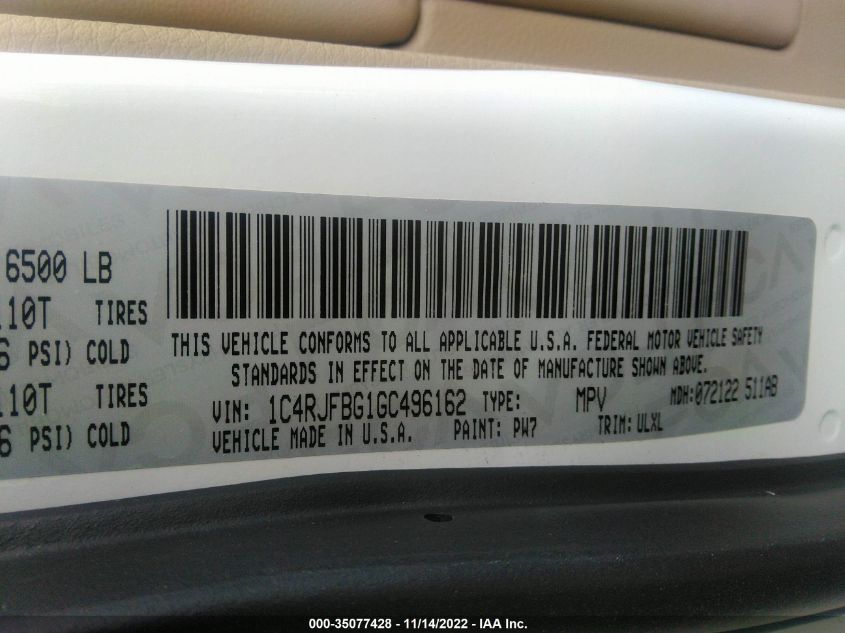 6500 LB
110T TIRES
PSI) COLD
110T TIRES
PSI) COLD
THIS VEHICLE CONFORMS TO ALL APPLICABLE U.S.A. FEDERAL MOTOR VEHICLE SAFETY
STANDARDS IN EFFECT ON THE DATE OF MANUFACTURE SHOWN ABOVE.
VIN: 1C4RJFBG1GC496162 TYPE: MPV MDH:072122 511AB
VEHICLE MADE IN U.S.A. PAINT: PW7 TRIM: ULXL
000-35077428 - 11/14/2022 - IAA Inc.